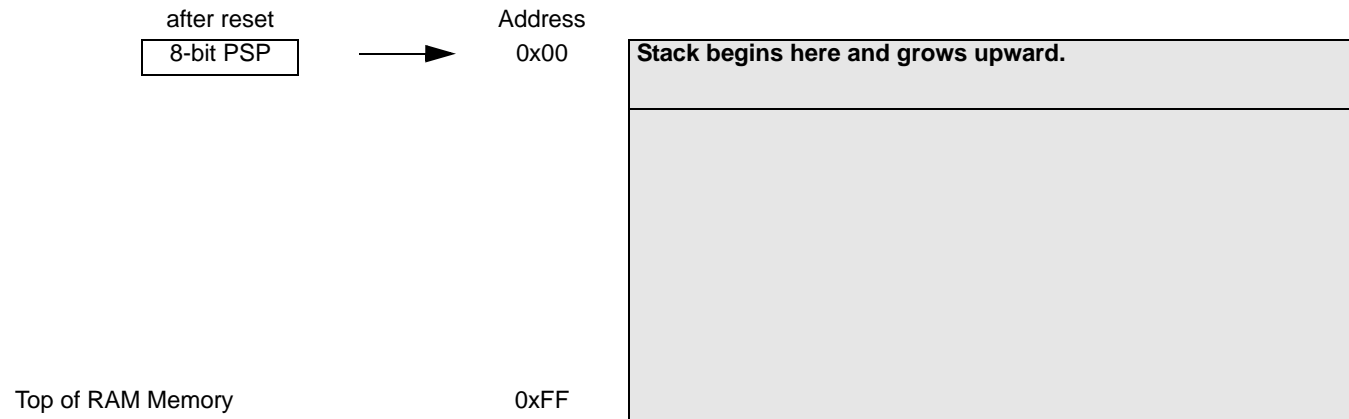 after reset Address
8-bit PSP 0x00 Stack begins here and grows upward.
Top of RAM Memory 0xFF